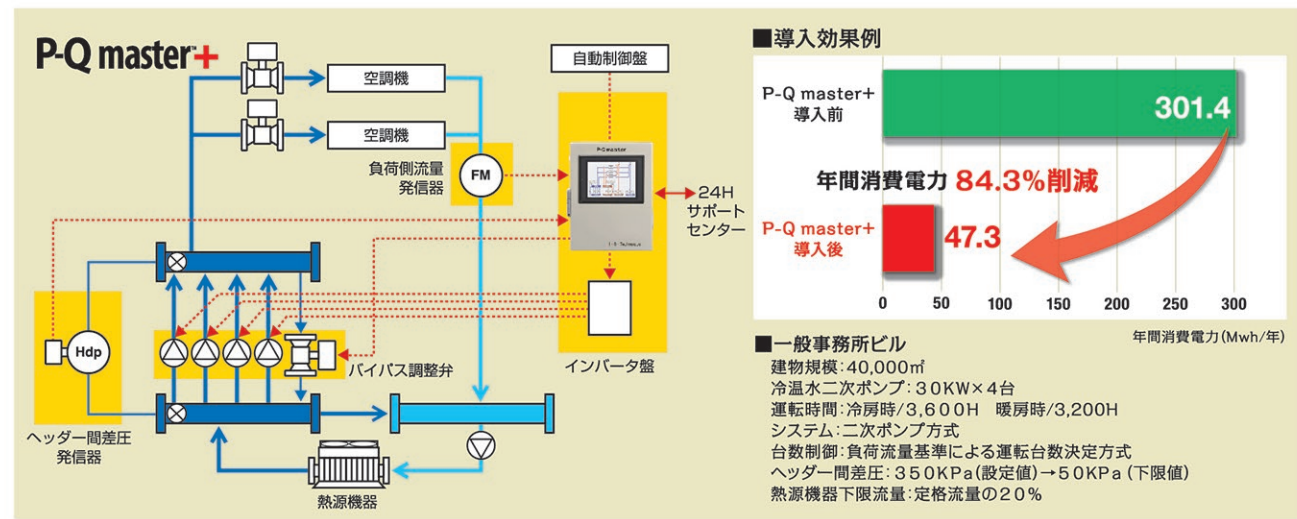 P-Q master™+
空調機
空調機
負荷側流量
発信器
FM
自動制御盤
P-Qmaster
24H
サポート
センター
Hdp
ヘッダー間差圧
発信器
バイパス調整弁
インバータ盤
熱源機器
■導入効果例
P-Q master+
導入前
301.4
年間消費電力 84.3%削減
P-Q master+
導入後
47.3
0 50 100 150 200 250 300
年間消費電力(Mwh/年)
■一般事務所ビル
建物規模:40,000㎡
冷温水二次ポンプ:30KW×4台
運転時間:冷房時/3,600H 暖房時/3,200H
システム:二次ポンプ方式
台数制御:負荷流量基準による運転台数決定方式
ヘッダー間差圧:350KPa(設定値)→50KPa(下限値)
熱源機器下限流量:定格流量の20%